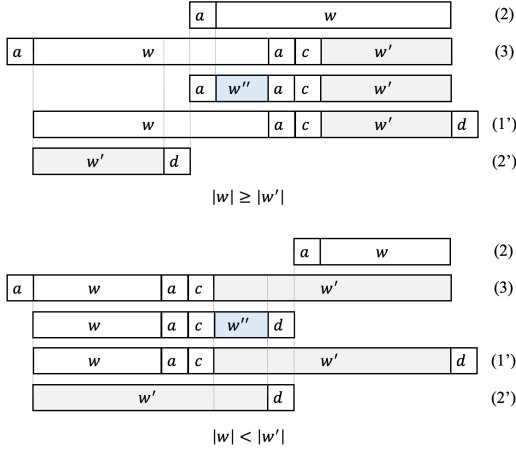 a w (2)
a w a c w′ (3)
a w″ a c w′
w a c w′ d (1’)
w′ d (2’)
|w| ≥ |w′|
a w (2)
a w a c w′ (3)
w a c w″ d
w a c w′ d (1’)
w′ d (2’)
|w| < |w′|